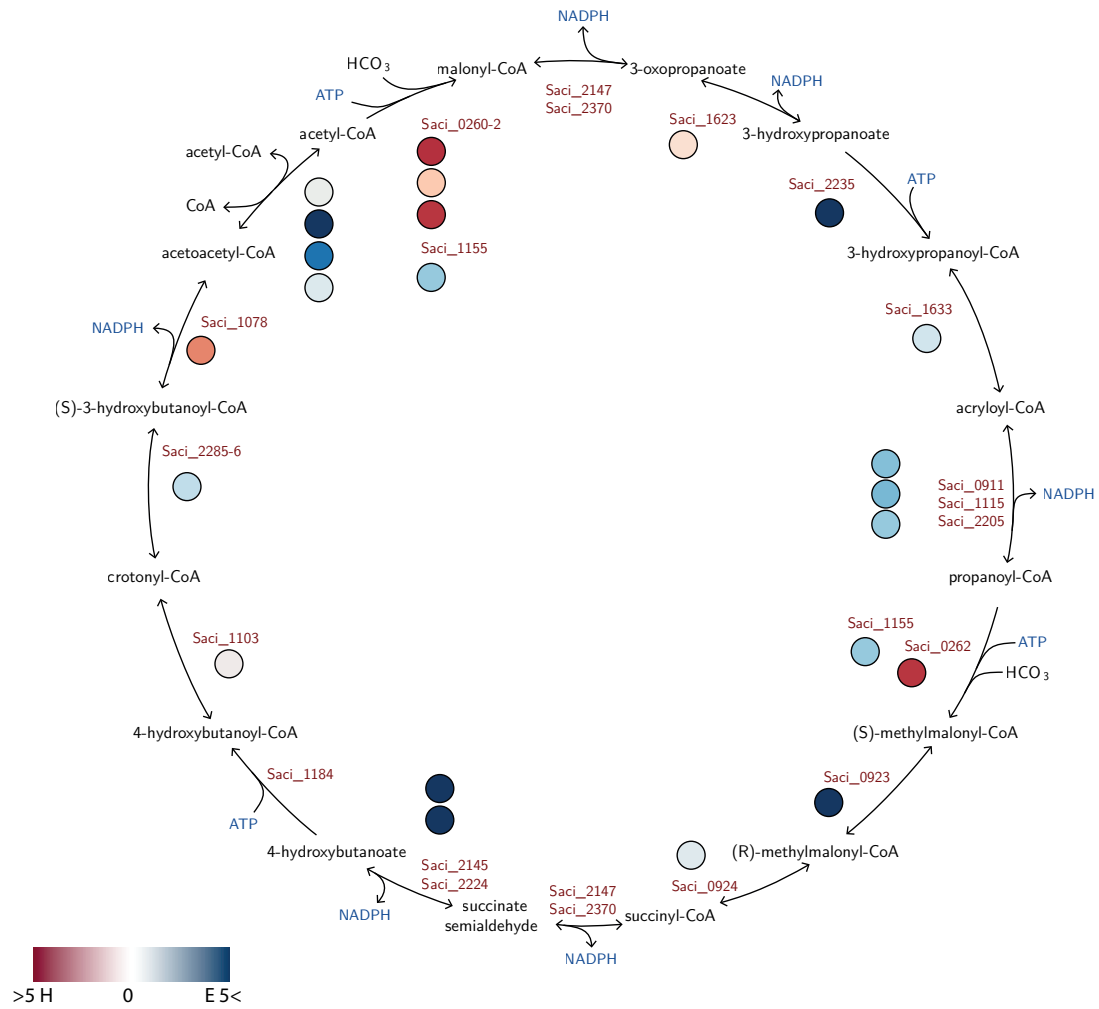 NADPH
HCO3
malonyl-CoA
3-oxopropanoate
ATP
Saci_2147
Saci_2370
NADPH
acetyl-CoA
Saci_0260-2
Saci_1623
3-hydroxypropanoate
acetyl-CoA
CoA
Saci_2235
ATP
acetoacetyl-CoA
Saci_1155
3-hydroxypropanoyl-CoA
NADPH
Saci_1078
Saci_1633
(S)-3-hydroxybutanoyl-CoA
acryloyl-CoA
Saci_2285-6
Saci_0911
Saci_1115
Saci_2205
NADPH
crotonyl-CoA
propanoyl-CoA
Saci_1103
Saci_1155
Saci_0262
ATP
HCO3
4-hydroxybutanoyl-CoA
(S)-methylmalonyl-CoA
Saci_1184
Saci_0923
ATP
4-hydroxybutanoate
(R)-methylmalonyl-CoA
Saci_2145
Saci_2224
Saci_2147
Saci_2370
Saci_0924
NADPH
succinate
semialdehyde
succinyl-CoA
NADPH
>5 H 0 E 5<